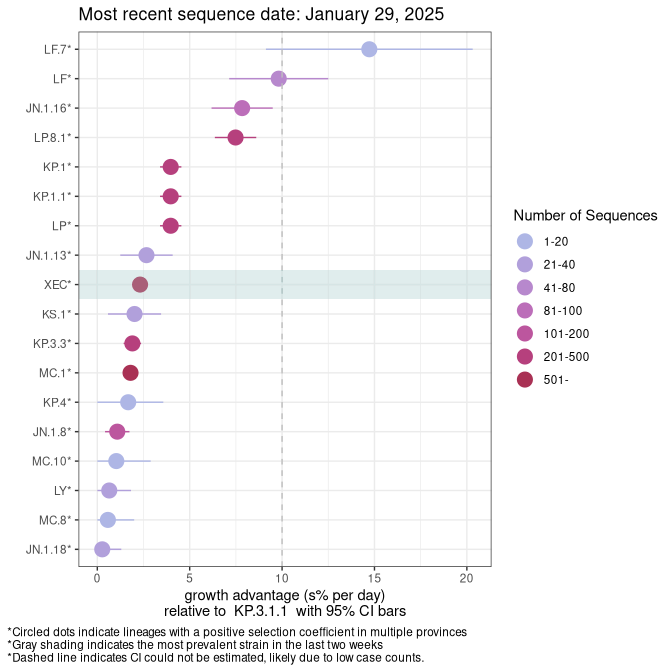 Most recent sequence date: January 29, 2025
LF.7*
LF*
JN.1.16*
LP.8.1*
KP.1*
KP.1.1*
LP*
JN.1.13*
XEC*
KS.1*
KP.3.3*
MC.1*
KP.4*
JN.1.8*
MC.10*
LY*
MC.8*
JN.1.18*
0 5 10 15 20
growth advantage (s% per day)
relative to KP.3.1.1 with 95% CI bars
Number of Sequences
1-20
21-40
41-80
81-100
101-200
201-500
501-
*Circled dots indicate lineages with a positive selection coefficient in multiple provinces
*Gray shading indicates the most prevalent strain in the last two weeks
*Dashed line indicates CI could not be estimated, likely due to low case counts.